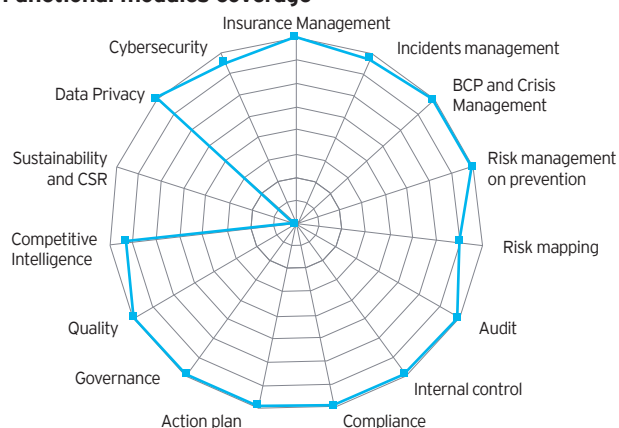 Functional modules coverage
Insurance Management
Cybersecurity
Incidents management
Data Privacy
BCP and Crisis
Management
Sustainability
and CSR
Risk management
on prevention
Competitive
Intelligence
Risk mapping
Quality
Audit
Governance
Internal control
Action plan
Compliance